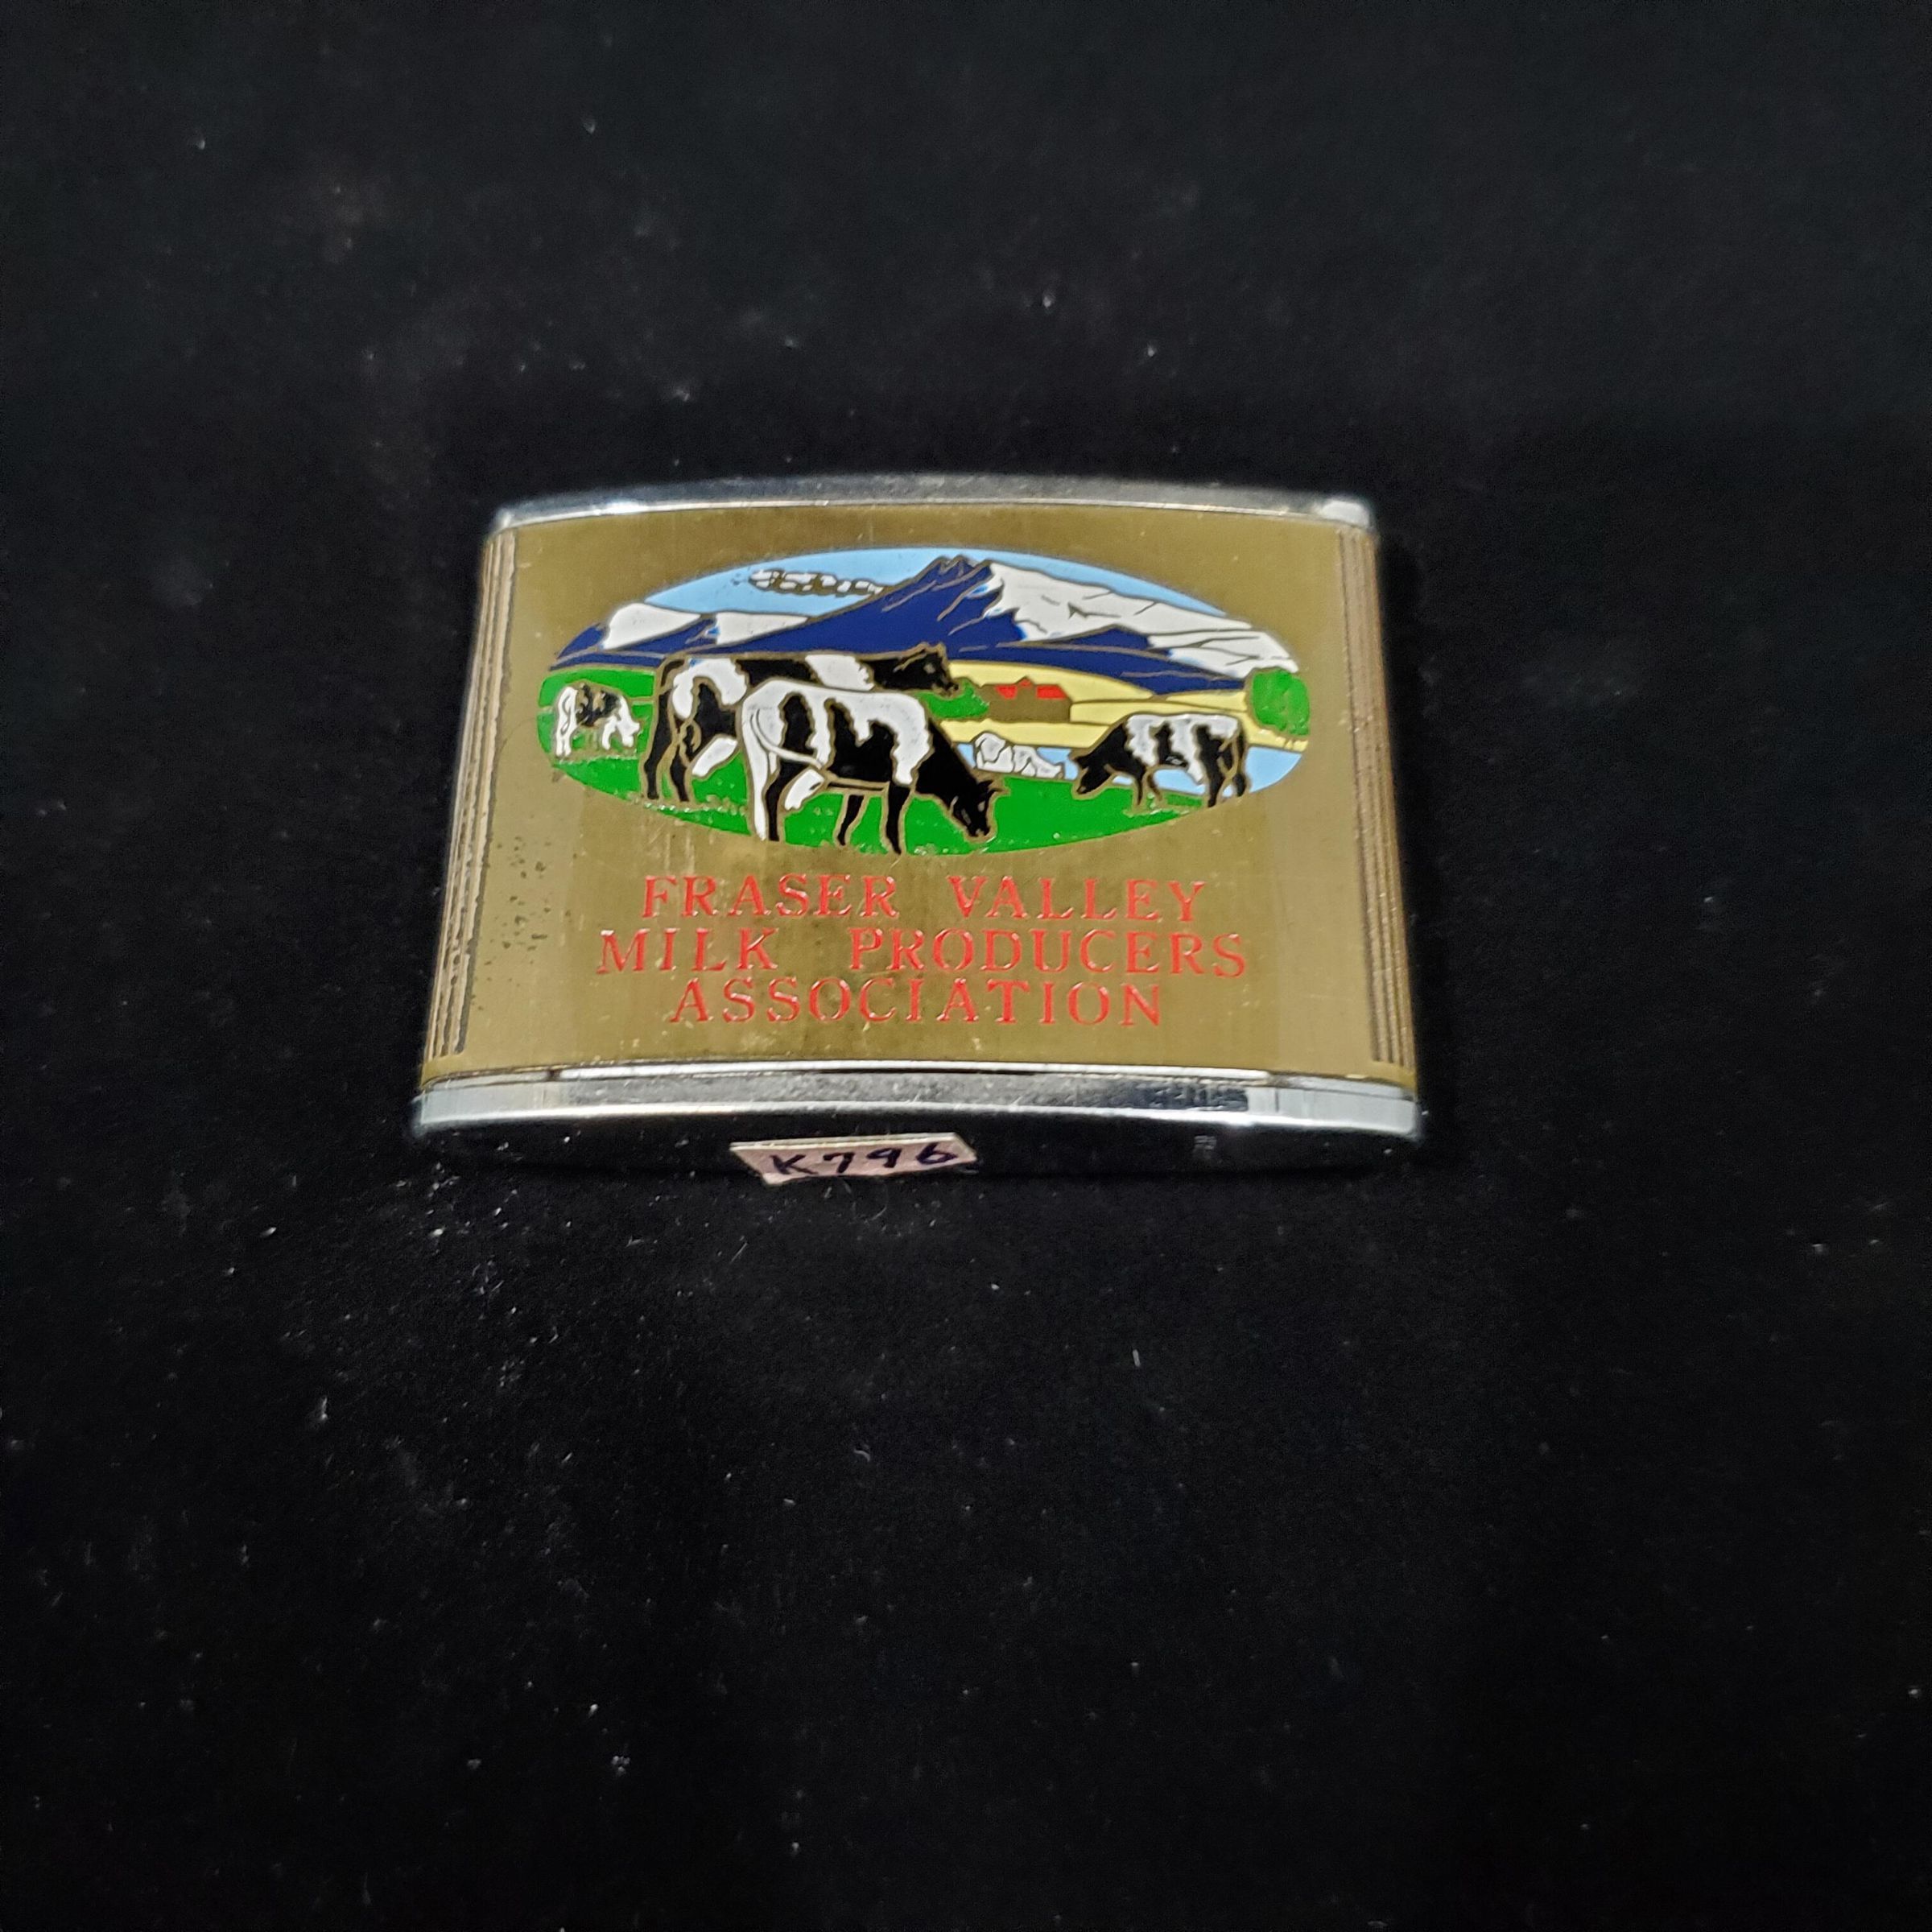 FRASER VALLEY
MILK PRODUCERS
ASSOCIATION
K796